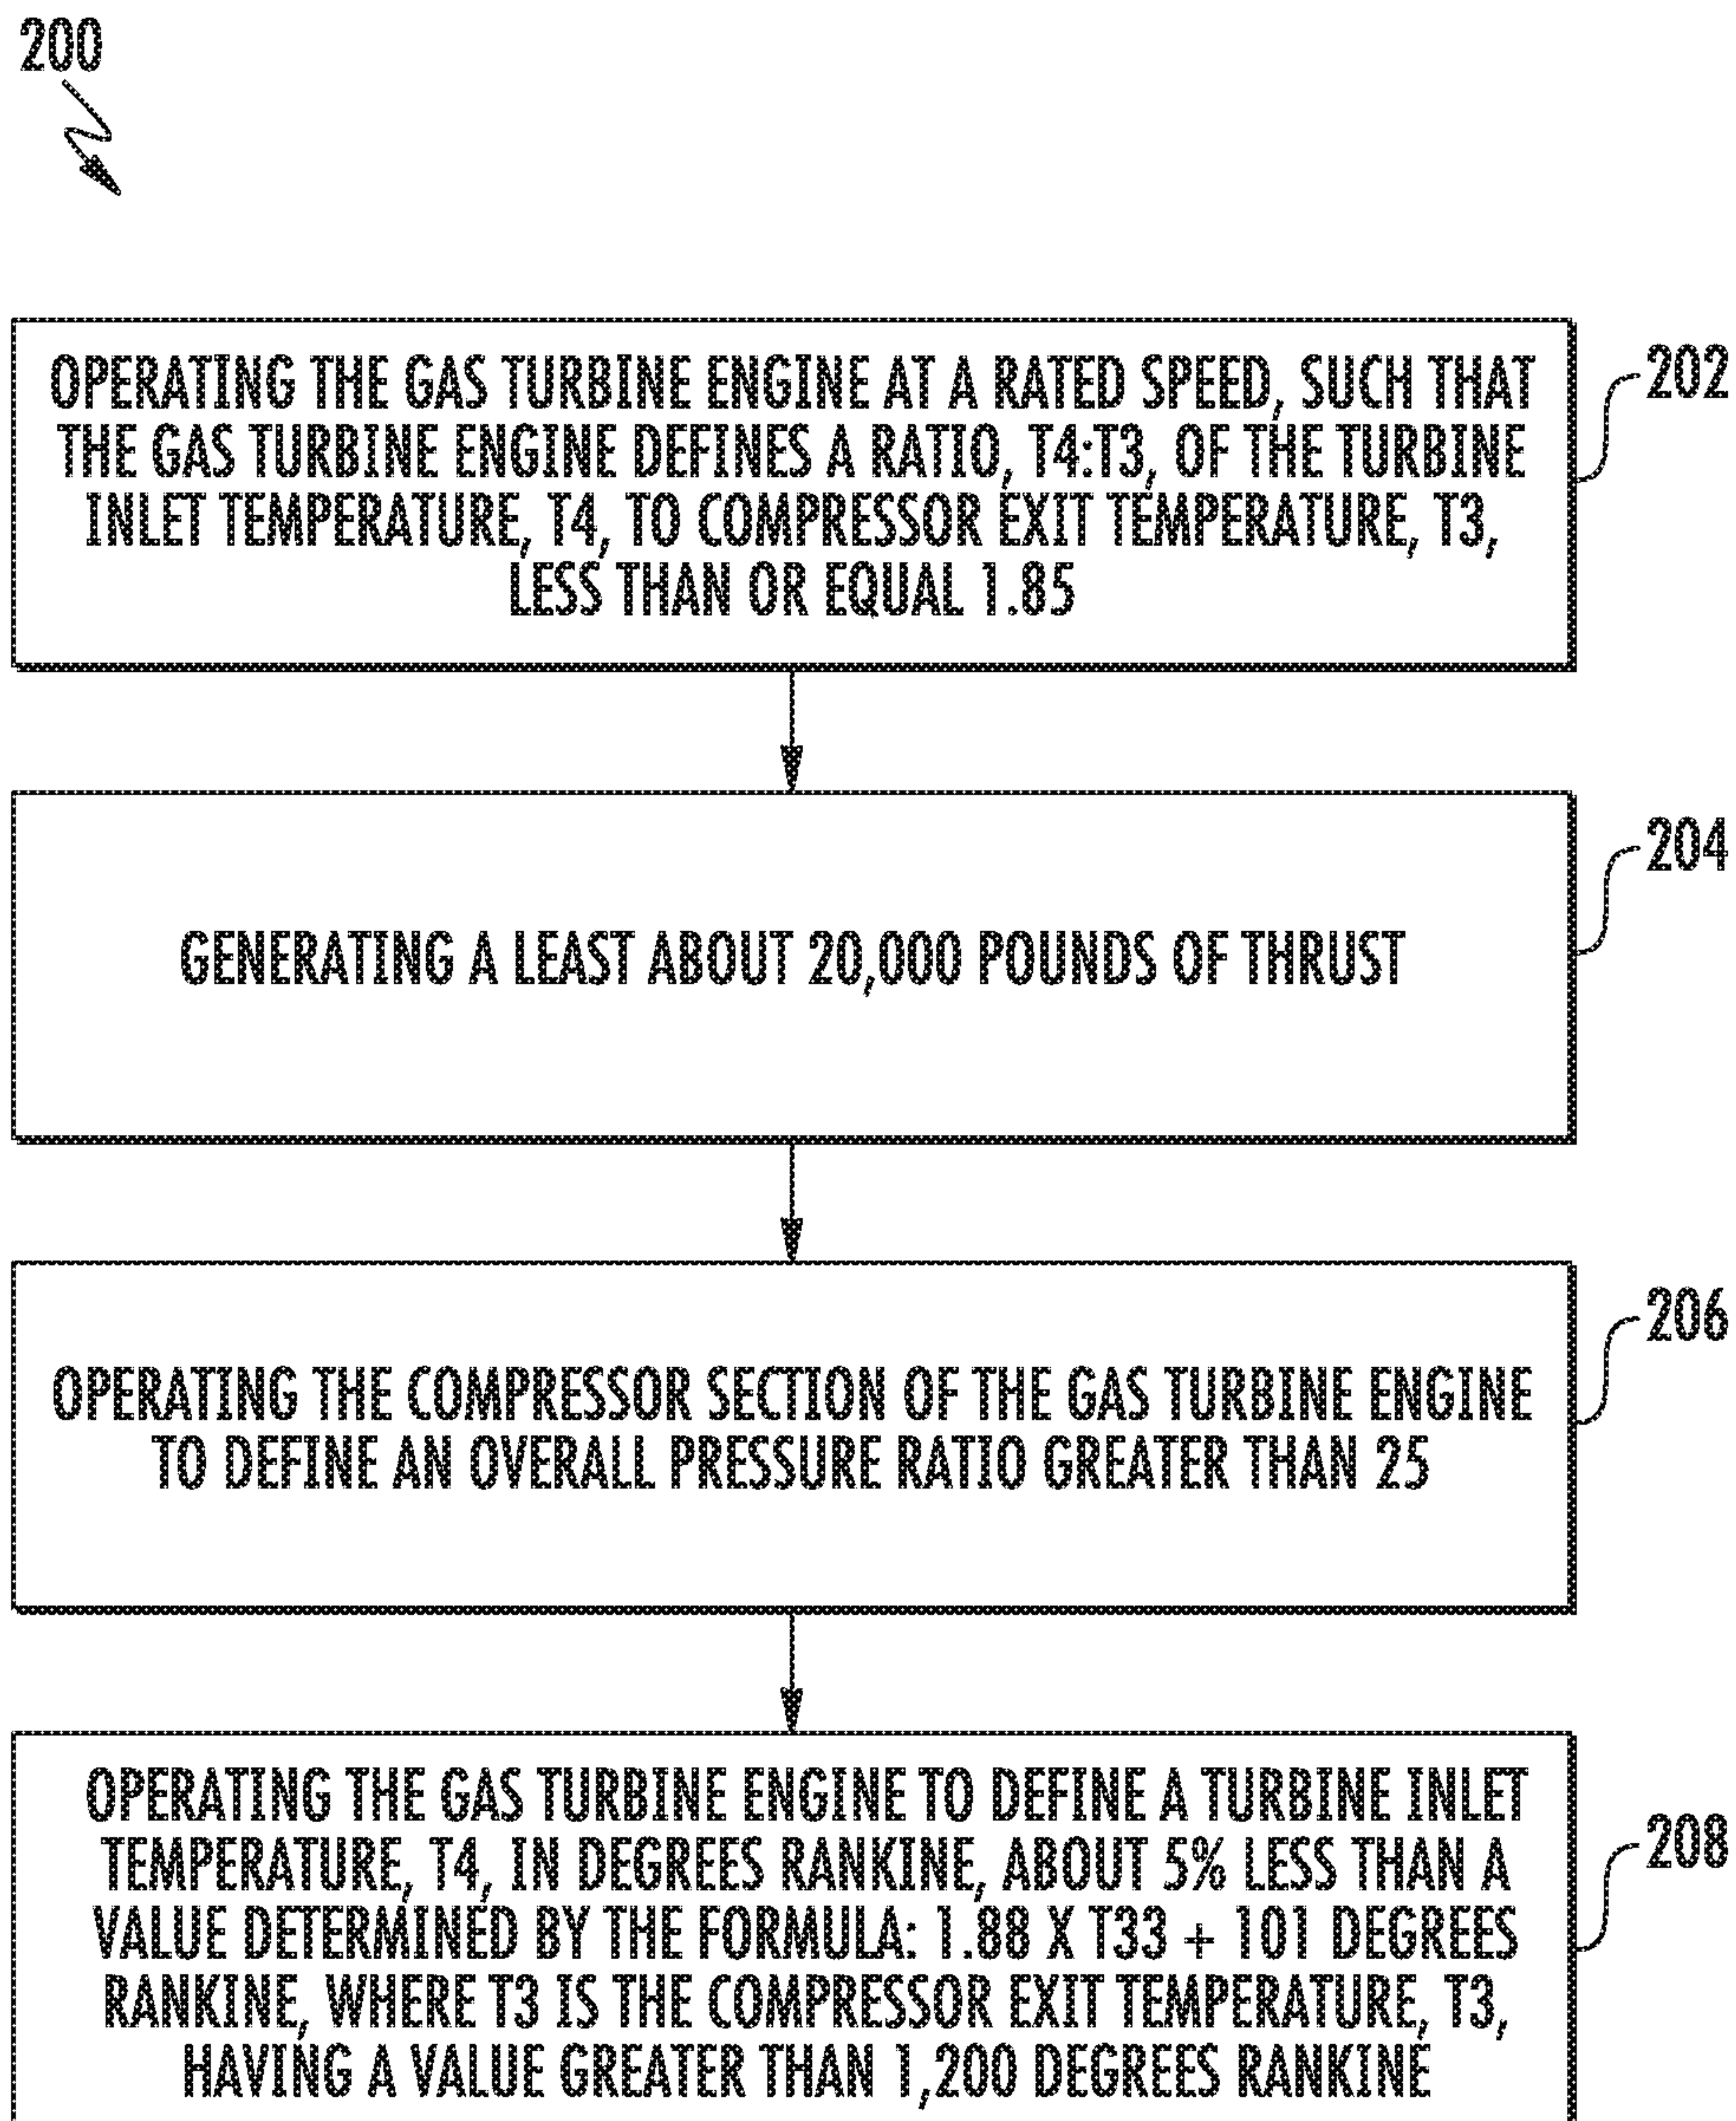 200
OPERATING THE GAS TURBINE ENGINE AT A RATED SPEED, SUCH THAT
THE GAS TURBINE ENGINE DEFINES A RATIO, T4:T3, OF THE TURBINE
INLET TEMPERATURE, T4, TO COMPRESSOR EXIT TEMPERATURE, T3,
LESS THAN OR EQUAL 1.85
202
GENERATING A LEAST ABOUT 20,000 POUNDS OF THRUST
204
OPERATING THE COMPRESSOR SECTION OF THE GAS TURBINE ENGINE
TO DEFINE AN OVERALL PRESSURE RATIO GREATER THAN 25
206
OPERATING THE GAS TURBINE ENGINE TO DEFINE A TURBINE INLET
TEMPERATURE, T4, IN DEGREES RANKINE, ABOUT 5% LESS THAN A
VALUE DETERMINED BY THE FORMULA: 1.88 X T33 + 101 DEGREES
RANKINE, WHERE T3 IS THE COMPRESSOR EXIT TEMPERATURE, T3,
HAVING A VALUE GREATER THAN 1,200 DEGREES RANKINE
208